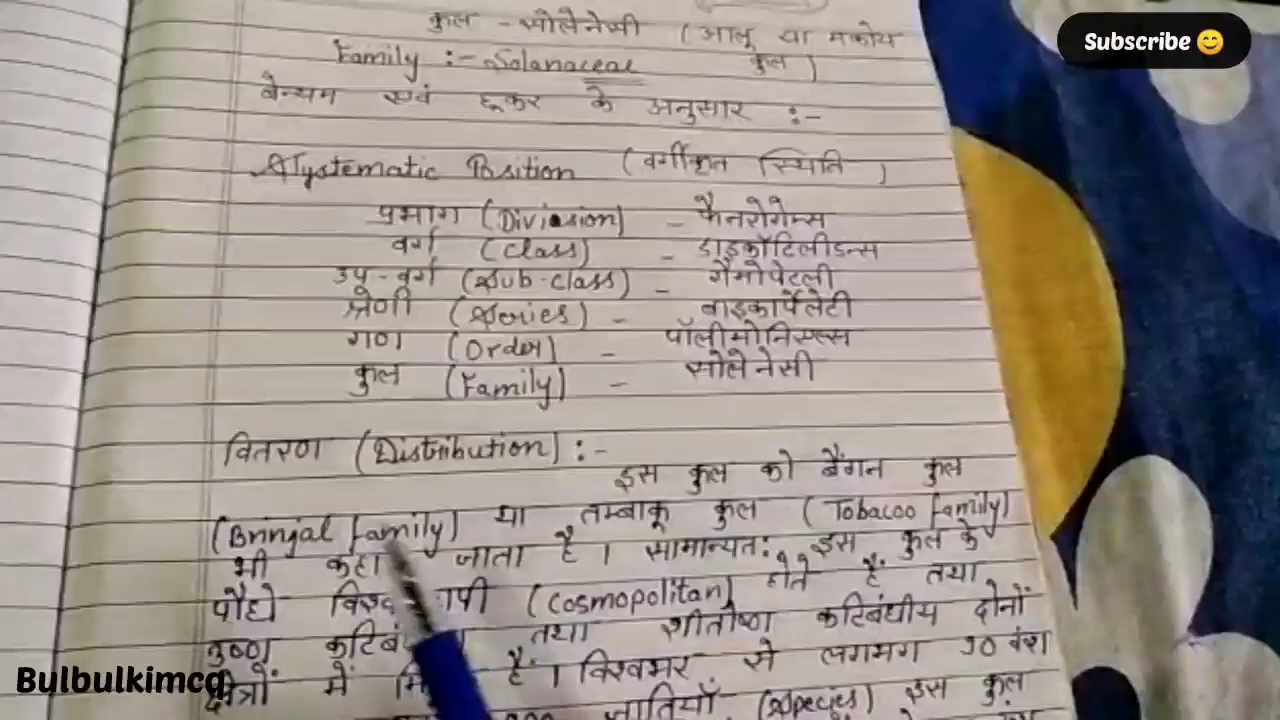 कुल - सोलेनेसी (आलू या मकोय कुल)
Subscribe 😊
Family :- Solanaceae
बेन्थम एवं हूकर के अनुसार :-
Systematic Position (वर्गीकृत स्थिति)
प्रभाग (Division) - फैनरोगेम्स
वर्ग (Class) - डाइकॉटिलीडन्स
उप-वर्ग (Sub-class) - गैमोपेटली
श्रेणी (Series) - बाइकार्पेलेटी
गण (Order) - पॉलीमोनिएल्स
कुल (Family) - सोलेनेसी
वितरण (Distribution) :-
इस कुल को बैंगन कुल
(Brinjal family) या तम्बाकू कुल (Tobacoo family)
भी कहा जाता है । सामान्यतः इस कुल के
पौधे (Cosmopolitan) होते हैं तथा
उष्ण तथा शीतोष्ण कटिबंधीय दोनों
क्षेत्रों में हैं । विश्वभर से लगभग वंश
जातियाँ (Species) इस कुल
Bulbulkimcq